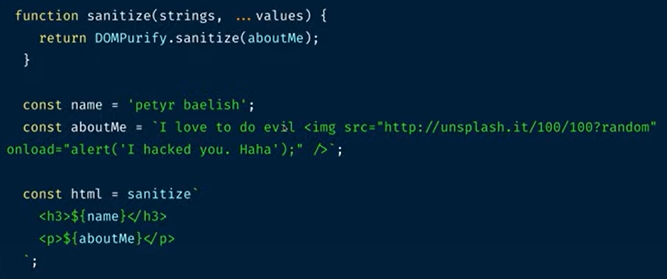 function sanitize(strings, ...values) {
return DOMPurify.sanitize(aboutMe);
}
const name = 'petyr baelish';
const aboutMe = `I love to do evil <img src="http://unsplash.it/100/100?random"
onload="alert('I hacked you. Haha');" />`;
const html = sanitize`
<h3>${name}</h3>
<p>${aboutMe}</p>
`;